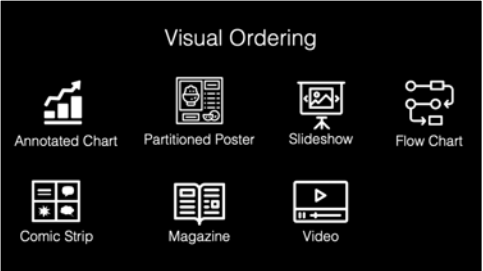 Visual Ordering
Annotated Chart
Partitioned Poster
Slideshow
Flow Chart
Comic Strip
Magazine
Video